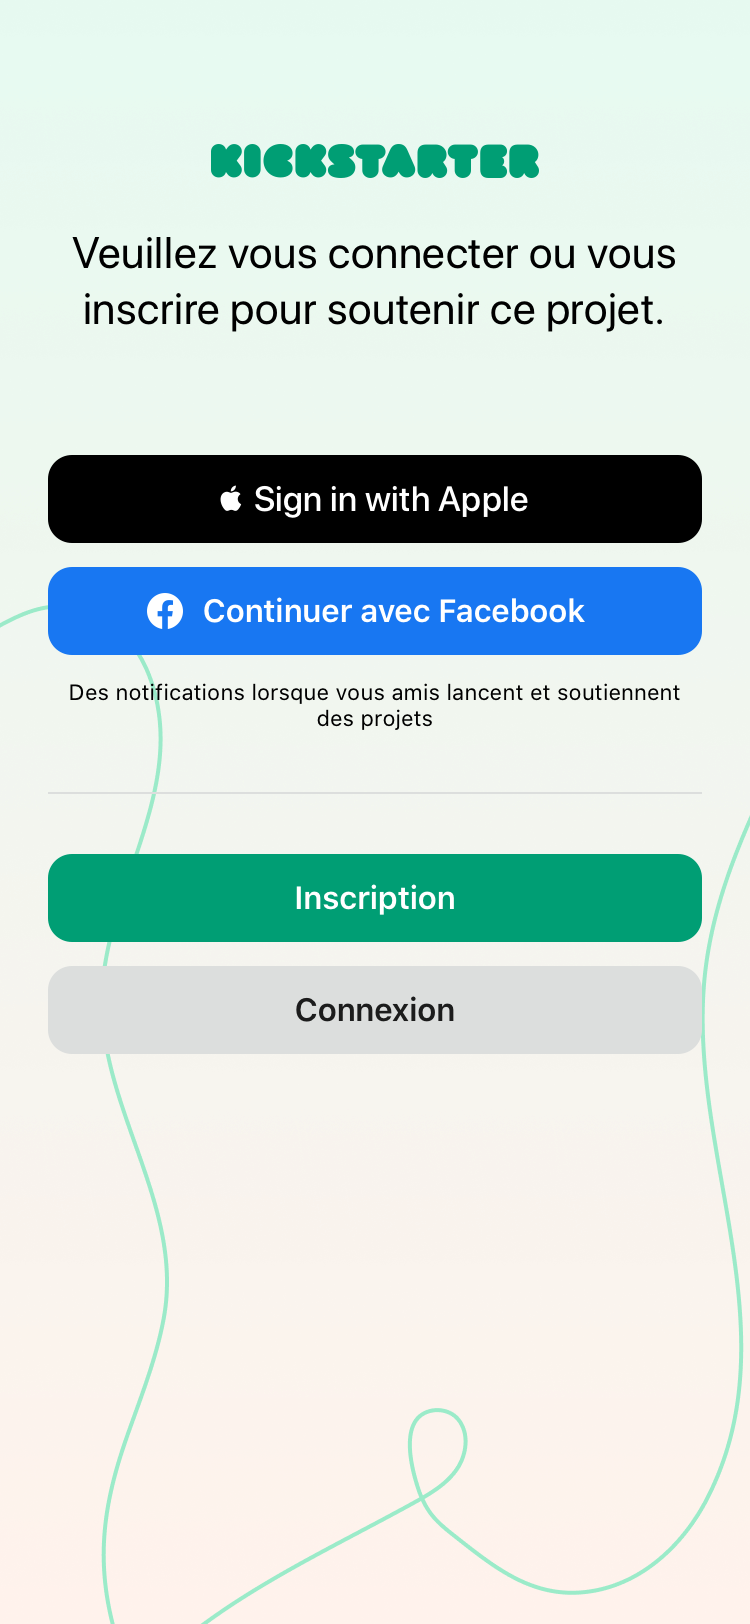 KICKSTARTER
Veuillez vous connecter ou vous
inscrire pour soutenir ce projet.
Sign in with Apple
Continuer avec Facebook
Des notifications lorsque vous amis lancent et soutiennent
des projets
Inscription
Connexion